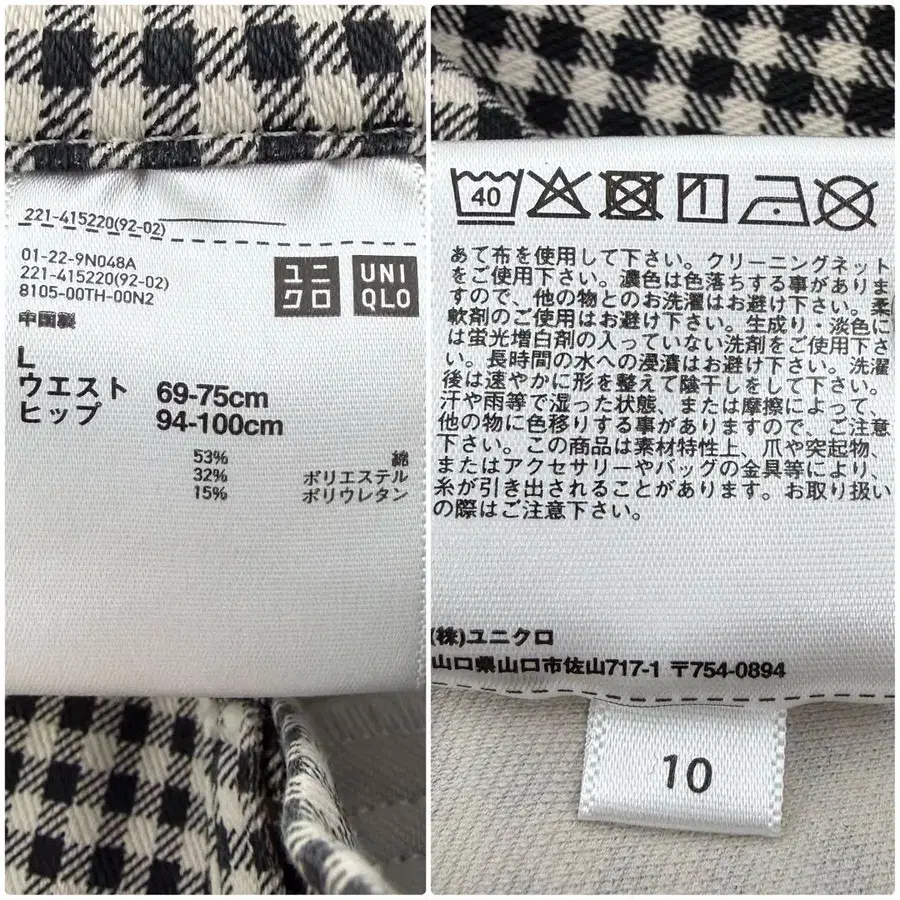 221-415220(92-02)
01-22-9N048A
221-415220(92-02)
8105-00TH-00N2
中国製
ユニ
クロ
UNI
QLO
L
ウエスト 69-75cm
ヒップ 94-100cm
53% 綿
32% ポリエステル
15% ポリウレタン
40
あて布を使用して下さい。クリーニングネット
をご使用下さい。濃色は色落ちする事がありま
すので、他の物とのお洗濯はお避け下さい。柔
軟剤のご使用はお避け下さい。生成り・淡色に
は蛍光増白剤の入っていない洗剤をご使用下さ
い。長時間の水への浸漬はお避け下さい。洗濯
後は速やかに形を整えて陰干しをして下さい。
汗や雨等で湿った状態、または摩擦によって、
他の物に色移りする事がありますので、ご注意
下さい。この商品は素材特性上、爪や突起物、
またはアクセサリーやバッグの金具等により、
糸が引き出されることがあります。お取り扱い
の際はご注意下さい。
(株)ユニクロ
山口県山口市佐山717-1 〒754-0894
10